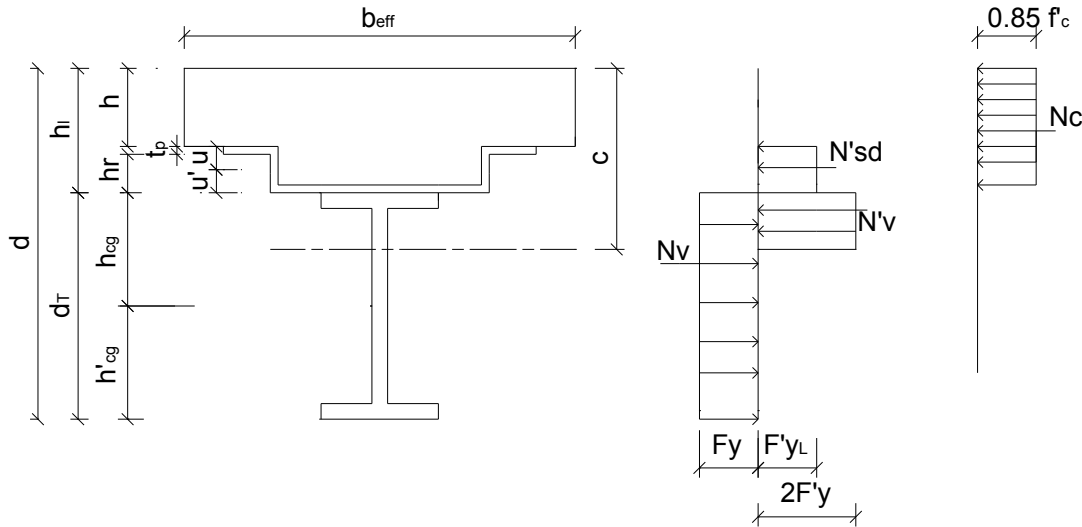 beff
0.85 f'c
h
hl
tp
u
c
Nc
hr
u'
N'sd
d
hcg
N'v
dT
Nv
h'cg
Fy
F'yL
2F'y